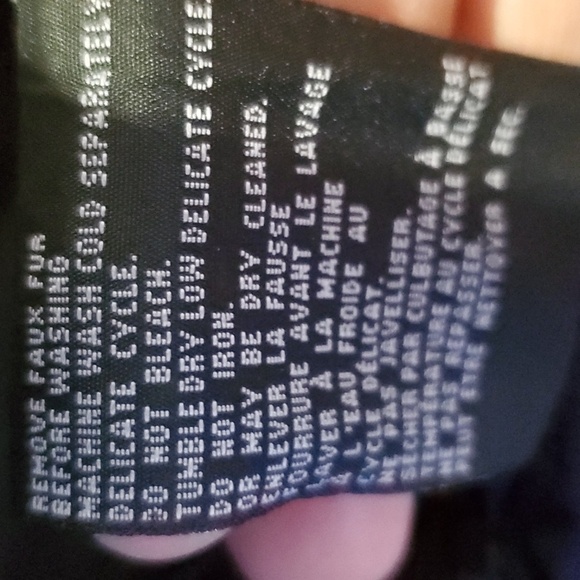 REMOVE FAUX FUR
BEFORE WASHING
MACHINE WASH COLD SEPARATELY
DELICATE CYCLE.
DO NOT BLEACH.
TUMBLE DRY LOW DELICATE CYCLE.
DO NOT IRON.
OR MAY BE DRY CLEANED.
ENLEVER LA FAUSSE
FOURRURE AVANT LE LAVAGE
LAVER À LA MACHINE
À L'EAU FROIDE AU
CYCLE DÉLICAT.
NE PAS JAVELLISER.
SECHER PAR CULBUTAGE À BASSE
TEMPÉRATURE AU CYCLE DÉLICAT
NE PAS REPASSER.
PEUT ETRE NETTOYER A SEC.